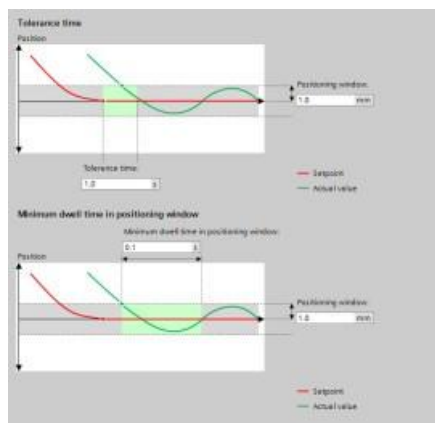 Tolerance time
Position
Positioning window:
1.0 mm
Tolerance time:
1.0 s
Setpoint
Actual value
Minimum dwell time in positioning window
Minimum dwell time in positioning window:
0.1 s
Position
Positioning window:
1.0 mm
Setpoint
Actual value